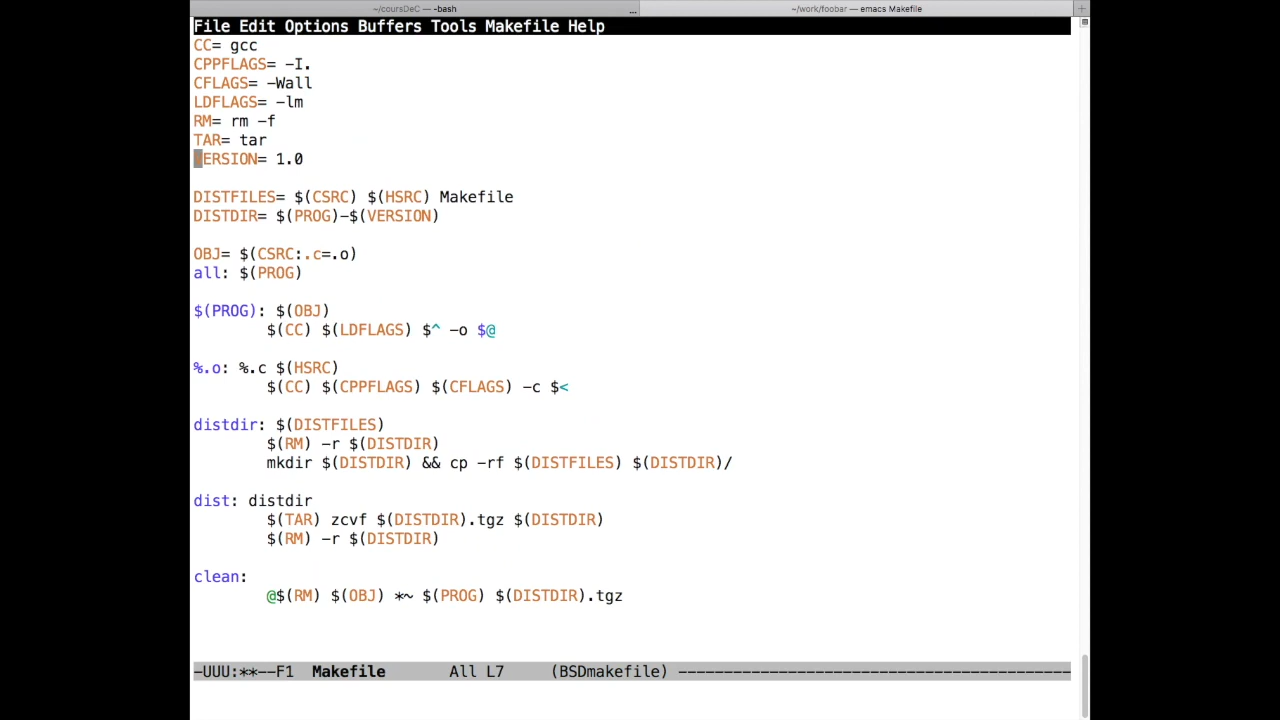 ~/coursDeC — -bash
...
~/work/foobar — emacs Makefile
+
File Edit Options Buffers Tools Makefile Help
CC= gcc
CPPFLAGS= -I.
CFLAGS= -Wall
LDFLAGS= -lm
RM= rm -f
TAR= tar
VERSION= 1.0
DISTFILES= $(CSRC) $(HSRC) Makefile
DISTDIR= $(PROG)-$(VERSION)
OBJ= $(CSRC:.c=.o)
all: $(PROG)
$(PROG): $(OBJ)
$(CC) $(LDFLAGS) $^ -o $@
%.o: %.c $(HSRC)
$(CC) $(CPPFLAGS) $(CFLAGS) -c $<
distdir: $(DISTFILES)
$(RM) -r $(DISTDIR)
mkdir $(DISTDIR) && cp -rf $(DISTFILES) $(DISTDIR)/
dist: distdir
$(TAR) zcvf $(DISTDIR).tgz $(DISTDIR)
$(RM) -r $(DISTDIR)
clean:
@$(RM) $(OBJ) *~ $(PROG) $(DISTDIR).tgz
-UUU:**--F1 Makefile All L7 (BSDmakefile) -------------------------------------------